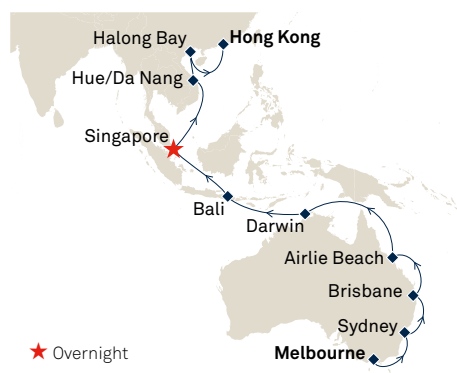 Halong Bay
Hong Kong
Hue/Da Nang
Singapore
Bali
Darwin
Airlie Beach
Brisbane
Sydney
Melbourne
Overnight